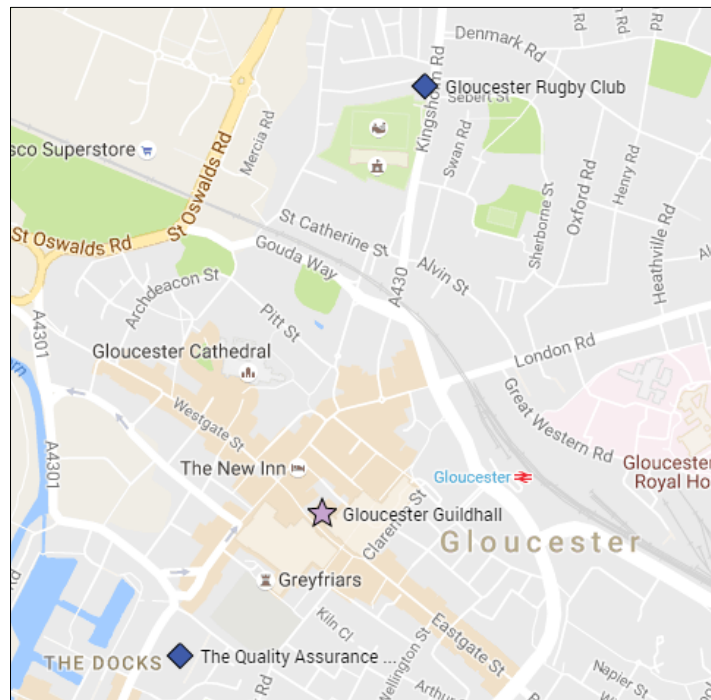 Denmark Rd
Gloucester Rugby Club
Sebert St
Kingsholm Rd
Mercia Rd
sco Superstore
Swan Rd
St Oswalds Rd
Oxford Rd
Henry Rd
Sherborne St
Heathville Rd
St Oswalds Rd
St Catherine St
Gouda Way
Alvin St
A430
Archdeacon St
Pitt St
A4301
London Rd
Gloucester Cathedral
Great Western Rd
Westgate St
The New Inn
Gloucester
Gloucester
Royal Ho
A4301
Gloucester Guildhall
Clarence St
Gloucester
Greyfriars
Kiln Cl
Eastgate St
THE DOCKS
The Quality Assurance ...
Wellington St
Napier St
Arthur
Rd
Rd